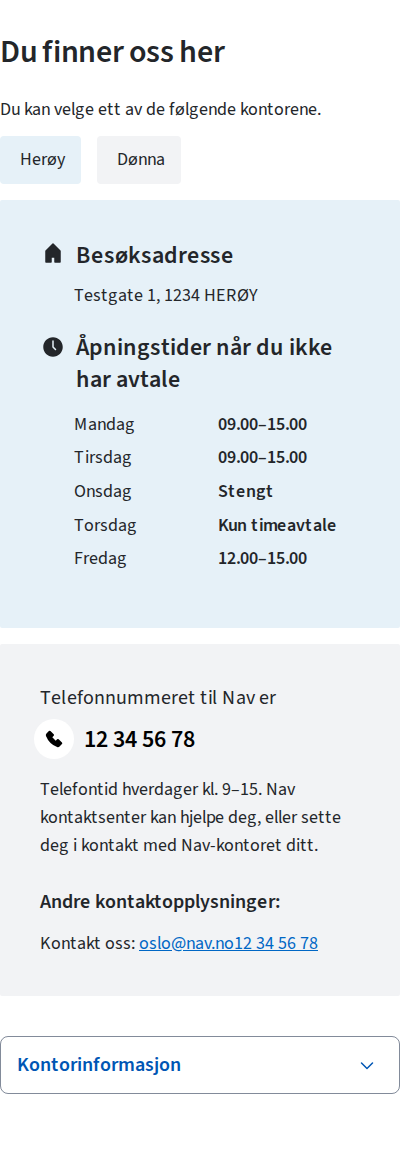 Du finner oss her
Du kan velge ett av de følgende kontorene.
Herøy
Dønna
Besøksadresse
Testgate 1, 1234 HERØY
Åpningstider når du ikke
har avtale
Mandag 09.00–15.00
Tirsdag 09.00–15.00
Onsdag Stengt
Torsdag Kun timeavtale
Fredag 12.00–15.00
Telefonnummeret til Nav er
12 34 56 78
Telefontid hverdager kl. 9–15. Nav
kontaktsenter kan hjelpe deg, eller sette
deg i kontakt med Nav-kontoret ditt.
Andre kontaktopplysninger:
Kontakt oss: oslo@nav.no12 34 56 78
Kontorinformasjon